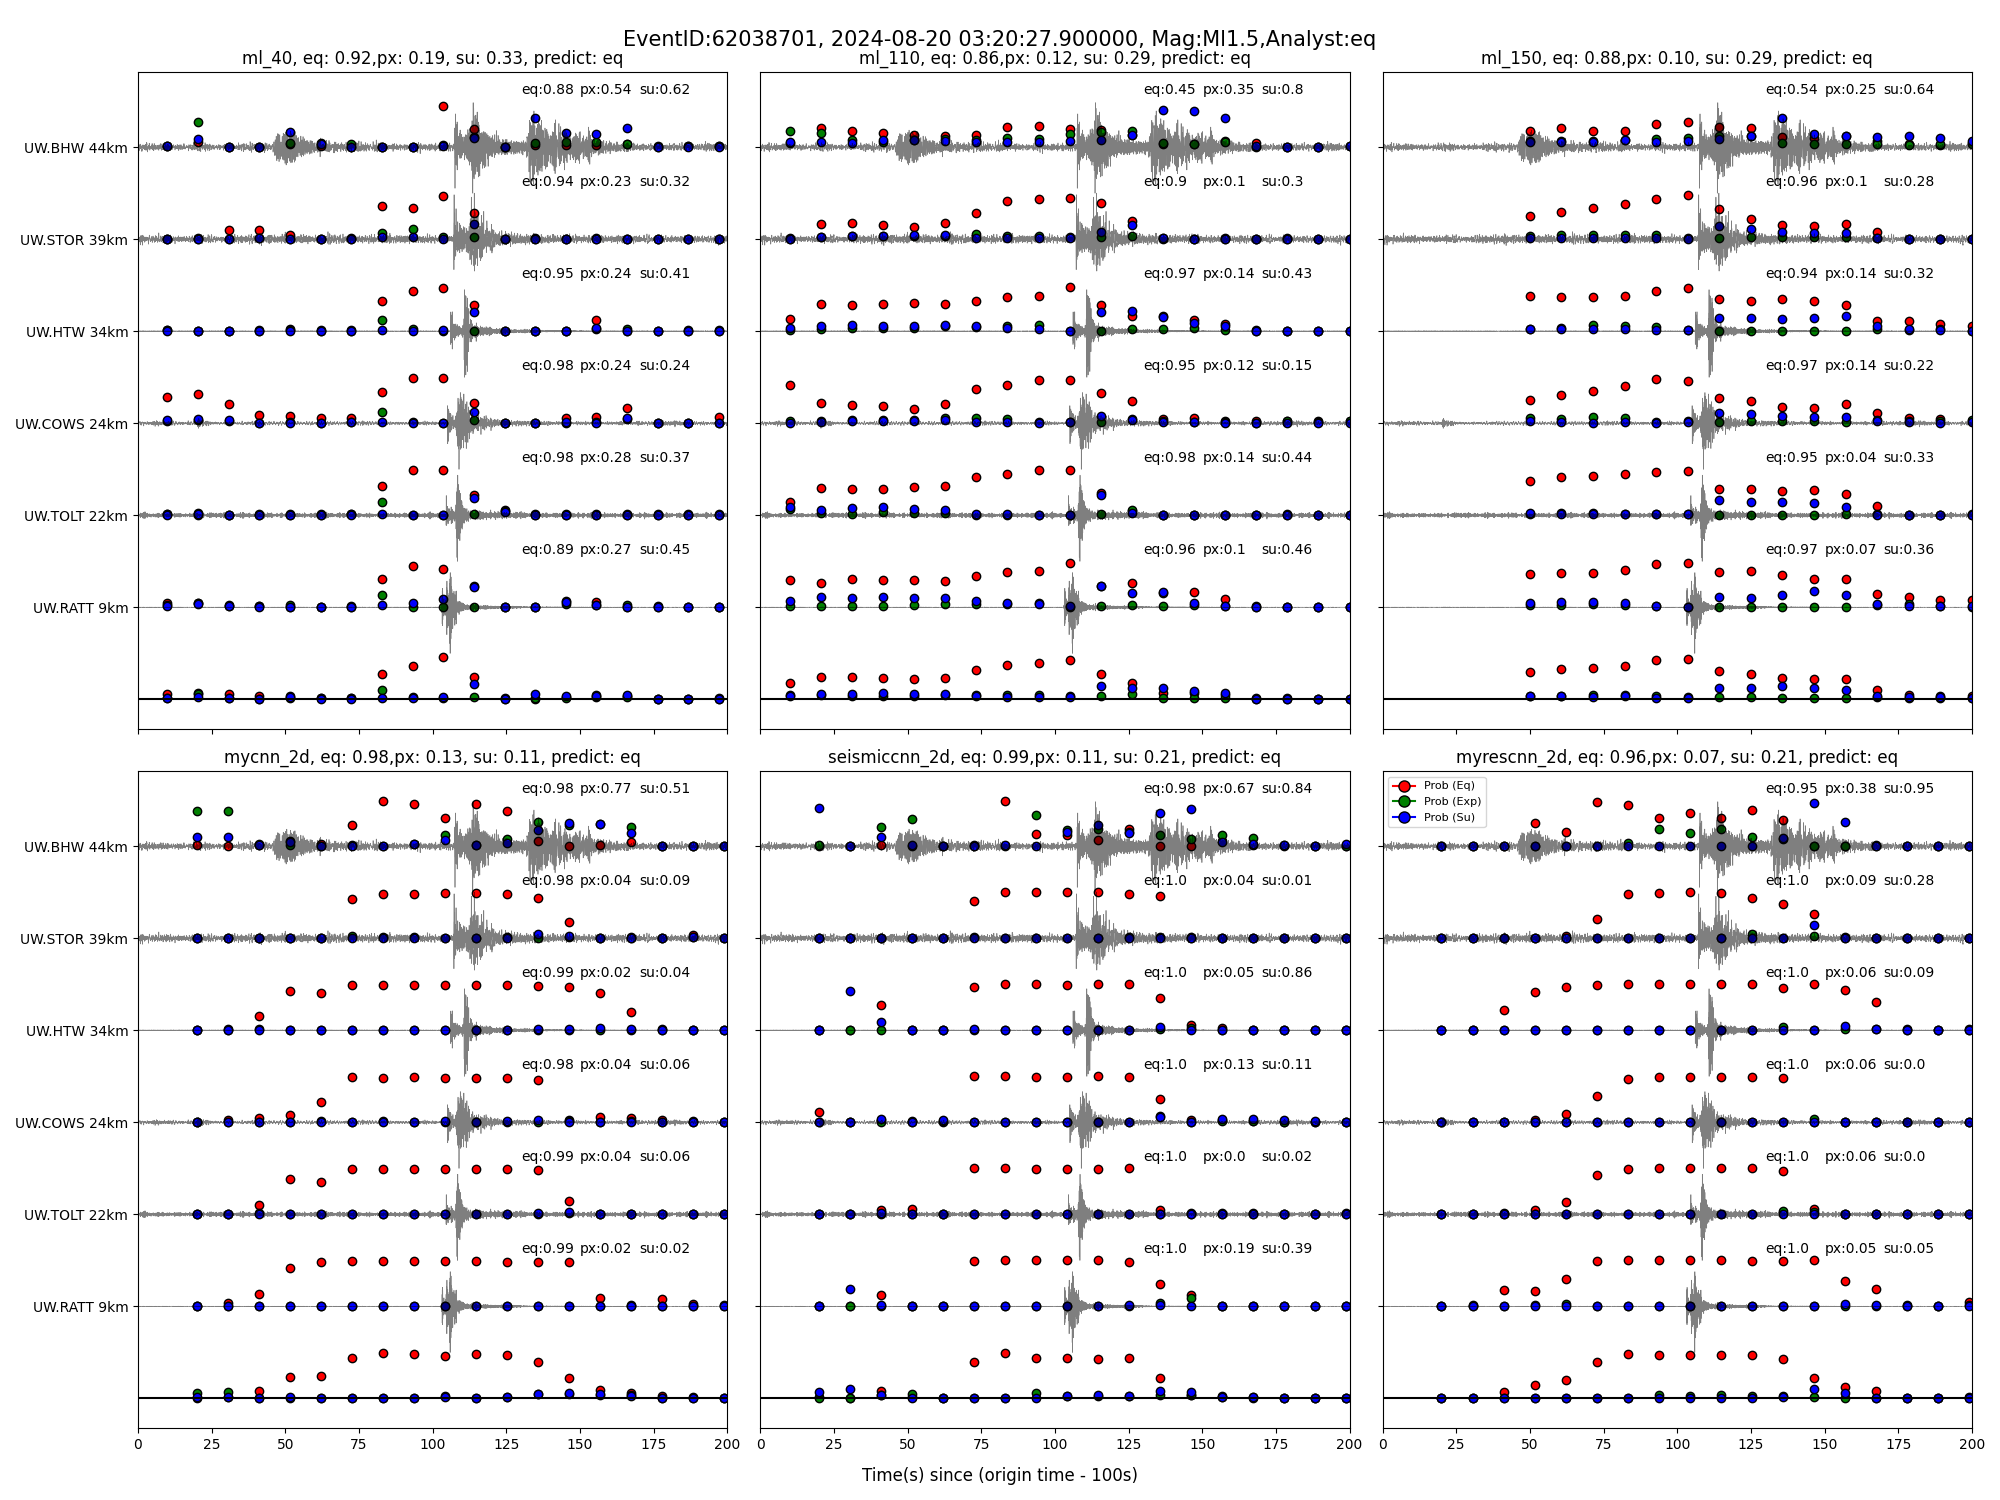 EventID:62038701, 2024-08-20 03:20:27.900000, Mag:Ml1.5,Analyst:eq
ml_40, eq: 0.92,px: 0.19, su: 0.33, predict: eq
eq:0.88 px:0.54 su:0.62
UW.BHW 44km
eq:0.94 px:0.23 su:0.32
UW.STOR 39km
eq:0.95 px:0.24 su:0.41
UW.HTW 34km
eq:0.98 px:0.24 su:0.24
UW.COWS 24km
eq:0.98 px:0.28 su:0.37
UW.TOLT 22km
eq:0.89 px:0.27 su:0.45
UW.RATT 9km
ml_110, eq: 0.86,px: 0.12, su: 0.29, predict: eq
eq:0.45 px:0.35 su:0.8
eq:0.9 px:0.1 su:0.3
eq:0.97 px:0.14 su:0.43
eq:0.95 px:0.12 su:0.15
eq:0.98 px:0.14 su:0.44
eq:0.96 px:0.1 su:0.46
ml_150, eq: 0.88,px: 0.10, su: 0.29, predict: eq
eq:0.54 px:0.25 su:0.64
eq:0.96 px:0.1 su:0.28
eq:0.94 px:0.14 su:0.32
eq:0.97 px:0.14 su:0.22
eq:0.95 px:0.04 su:0.33
eq:0.97 px:0.07 su:0.36
mycnn_2d, eq: 0.98,px: 0.13, su: 0.11, predict: eq
eq:0.98 px:0.77 su:0.51
UW.BHW 44km
eq:0.98 px:0.04 su:0.09
UW.STOR 39km
eq:0.99 px:0.02 su:0.04
UW.HTW 34km
eq:0.98 px:0.04 su:0.06
UW.COWS 24km
eq:0.99 px:0.04 su:0.06
UW.TOLT 22km
eq:0.99 px:0.02 su:0.02
UW.RATT 9km
0 25 50 75 100 125 150 175 200
seismiccnn_2d, eq: 0.99,px: 0.11, su: 0.21, predict: eq
eq:0.98 px:0.67 su:0.84
eq:1.0 px:0.04 su:0.01
eq:1.0 px:0.05 su:0.86
eq:1.0 px:0.13 su:0.11
eq:1.0 px:0.0 su:0.02
eq:1.0 px:0.19 su:0.39
0 25 50 75 100 125 150 175 200
myrescnn_2d, eq: 0.96,px: 0.07, su: 0.21, predict: eq
Prob (Eq)
Prob (Exp)
Prob (Su)
eq:0.95 px:0.38 su:0.95
eq:1.0 px:0.09 su:0.28
eq:1.0 px:0.06 su:0.09
eq:1.0 px:0.06 su:0.0
eq:1.0 px:0.06 su:0.0
eq:1.0 px:0.05 su:0.05
0 25 50 75 100 125 150 175 200
Time(s) since (origin time - 100s)